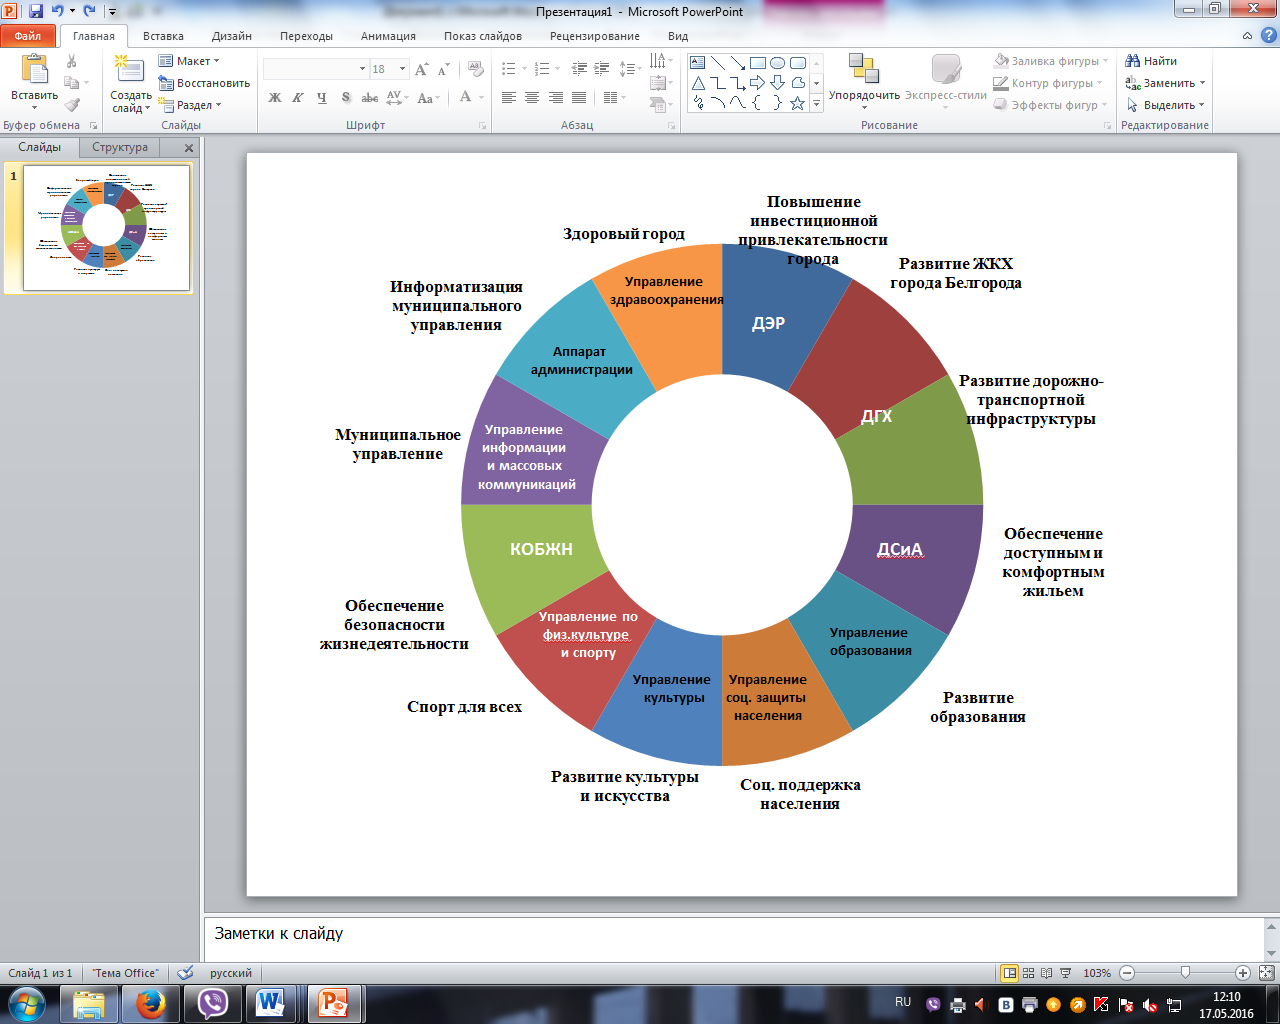 Презентация1 - Microsoft PowerPoint
Файл
Главная
Вставка
Дизайн
Переходы
Анимация
Показ слайдов
Рецензирование
Вид
Вставить
Буфер обмена
Создать
слайд
Макет
Восстановить
Раздел
Слайды
18
Ж К Ч S abc AV Aa А
Шрифт
Абзац
Упорядочить
Экспресс-стили
Заливка фигуры
Контур фигуры
Эффекты фигур
Рисование
Найти
Заменить
Выделить
Редактирование
Слайды
Структура
1
Повышение
инвестиционной
привлекательности
города
Здоровый город
Развитие ЖКХ
города Белгорода
Информатизация
муниципального
управления
Управление
здравоохранения
ДЭР
Аппарат
администрации
Развитие дорожно-
транспортной
инфраструктуры
ДГХ
Муниципальное
управление
Управление
информации
и массовых
коммуникаций
КОБЖН
ДСиА
Обеспечение
доступным и
комфортным
жильем
Обеспечение
безопасности
жизнедеятельности
Управление по
физ.культуре
и спорту
Управление
образования
Управление
культуры
Управление
соц. защиты
населения
Спорт для всех
Развитие
образования
Развитие культуры
и искусства
Соц. поддержка
населения
Заметки к слайду
Слайд 1 из 1
"Тема Office"
русский
103%
RU
12:10
17.05.2016